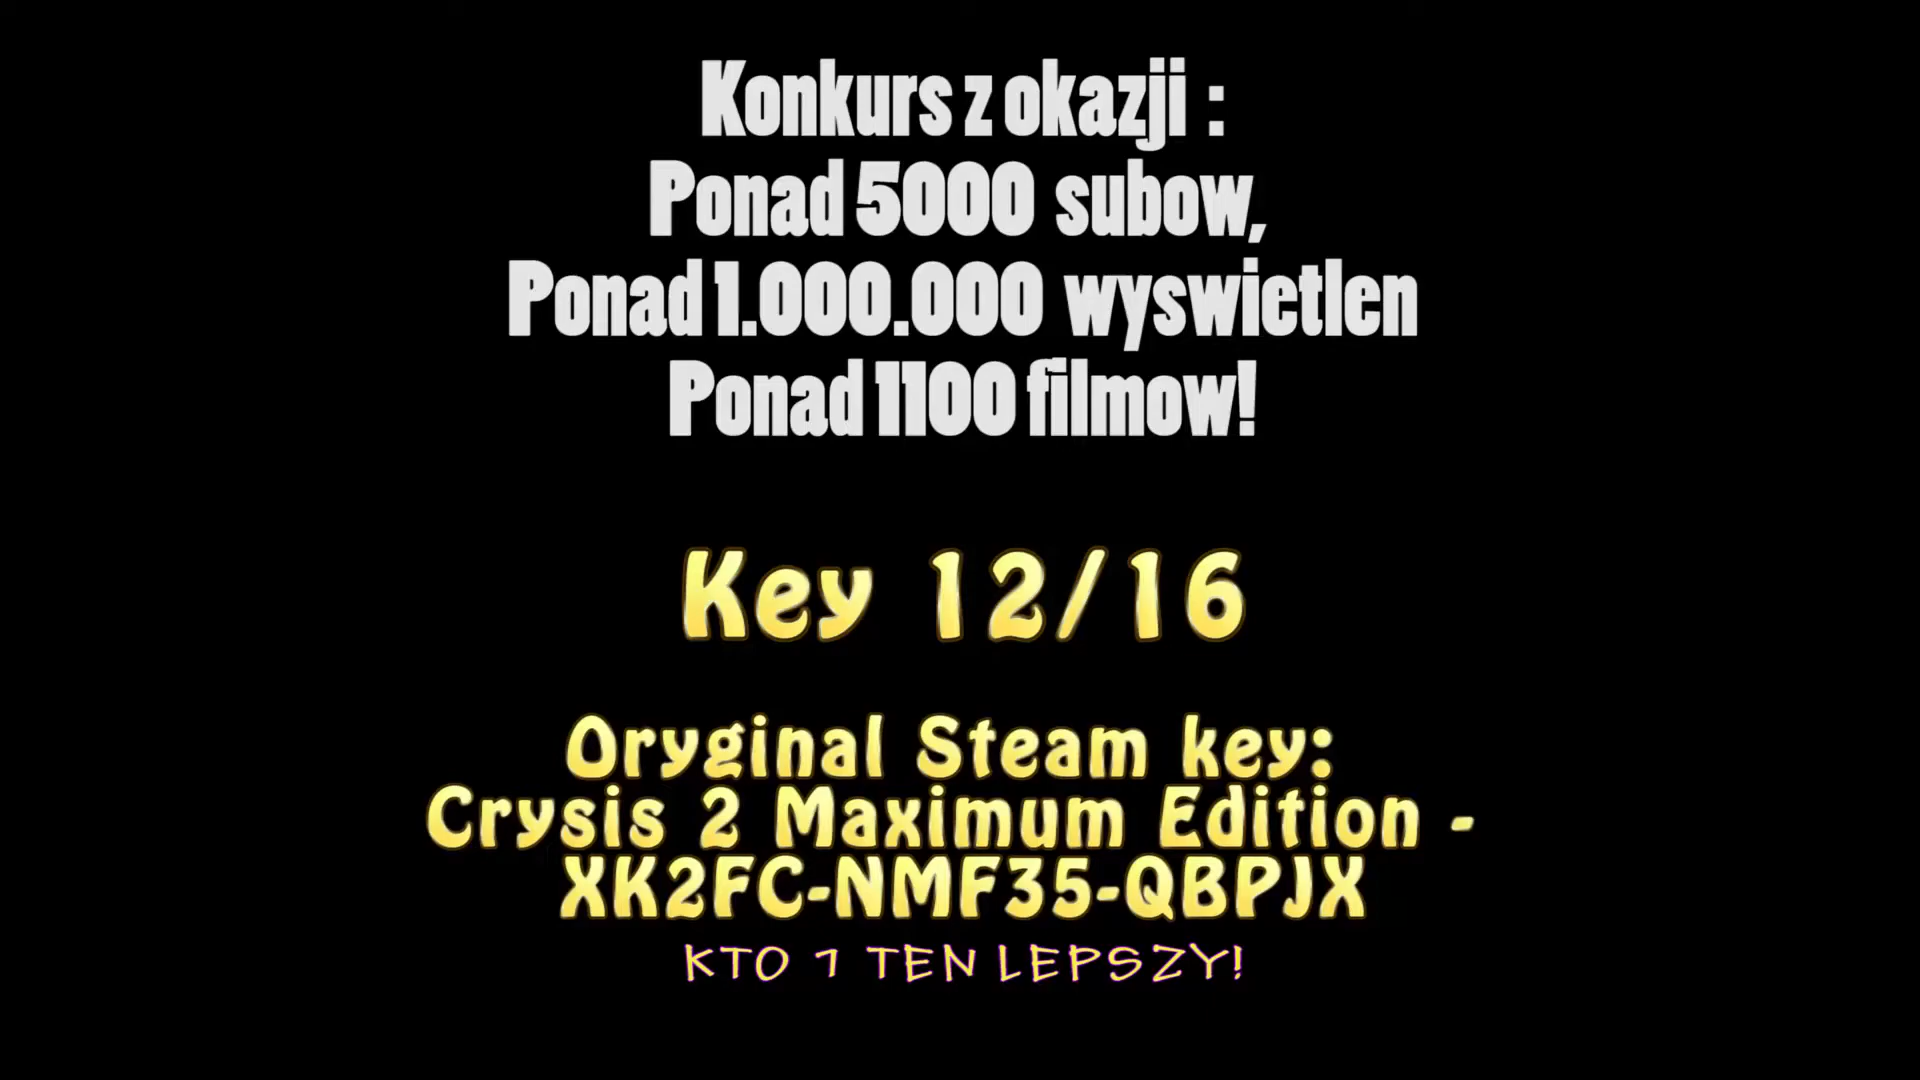 Konkurs z okazji :
Ponad 5000 subow,
Ponad 1.000.000 wyswietlen
Ponad 1100 filmow!
Key 12/16
Oryginal Steam key:
Crysis 2 Maximum Edition -
XK2FC-NMF35-QBPJX
KTO 1 TEN LEPSZY!